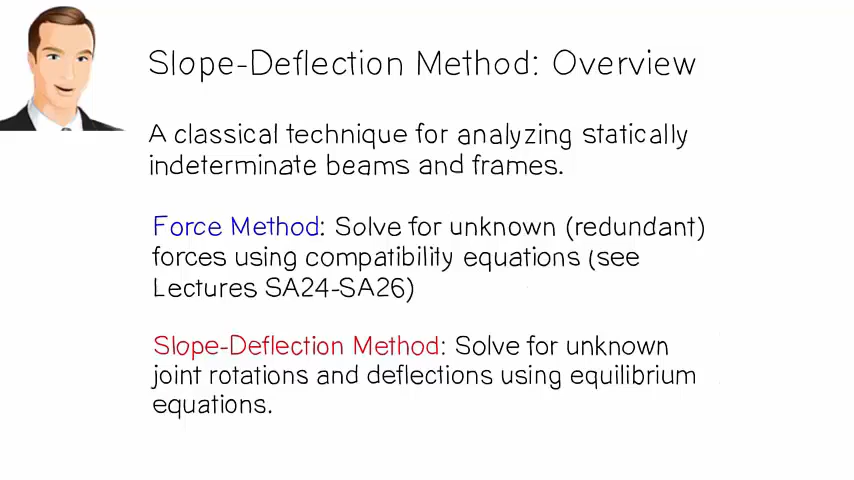 Slope-Deflection Method: Overview
A classical technique for analyzing statically
indeterminate beams and frames.
Force Method: Solve for unknown (redundant)
forces using compatibility equations (see
Lectures SA24-SA26)
Slope-Deflection Method: Solve for unknown
joint rotations and deflections using equilibrium
equations.